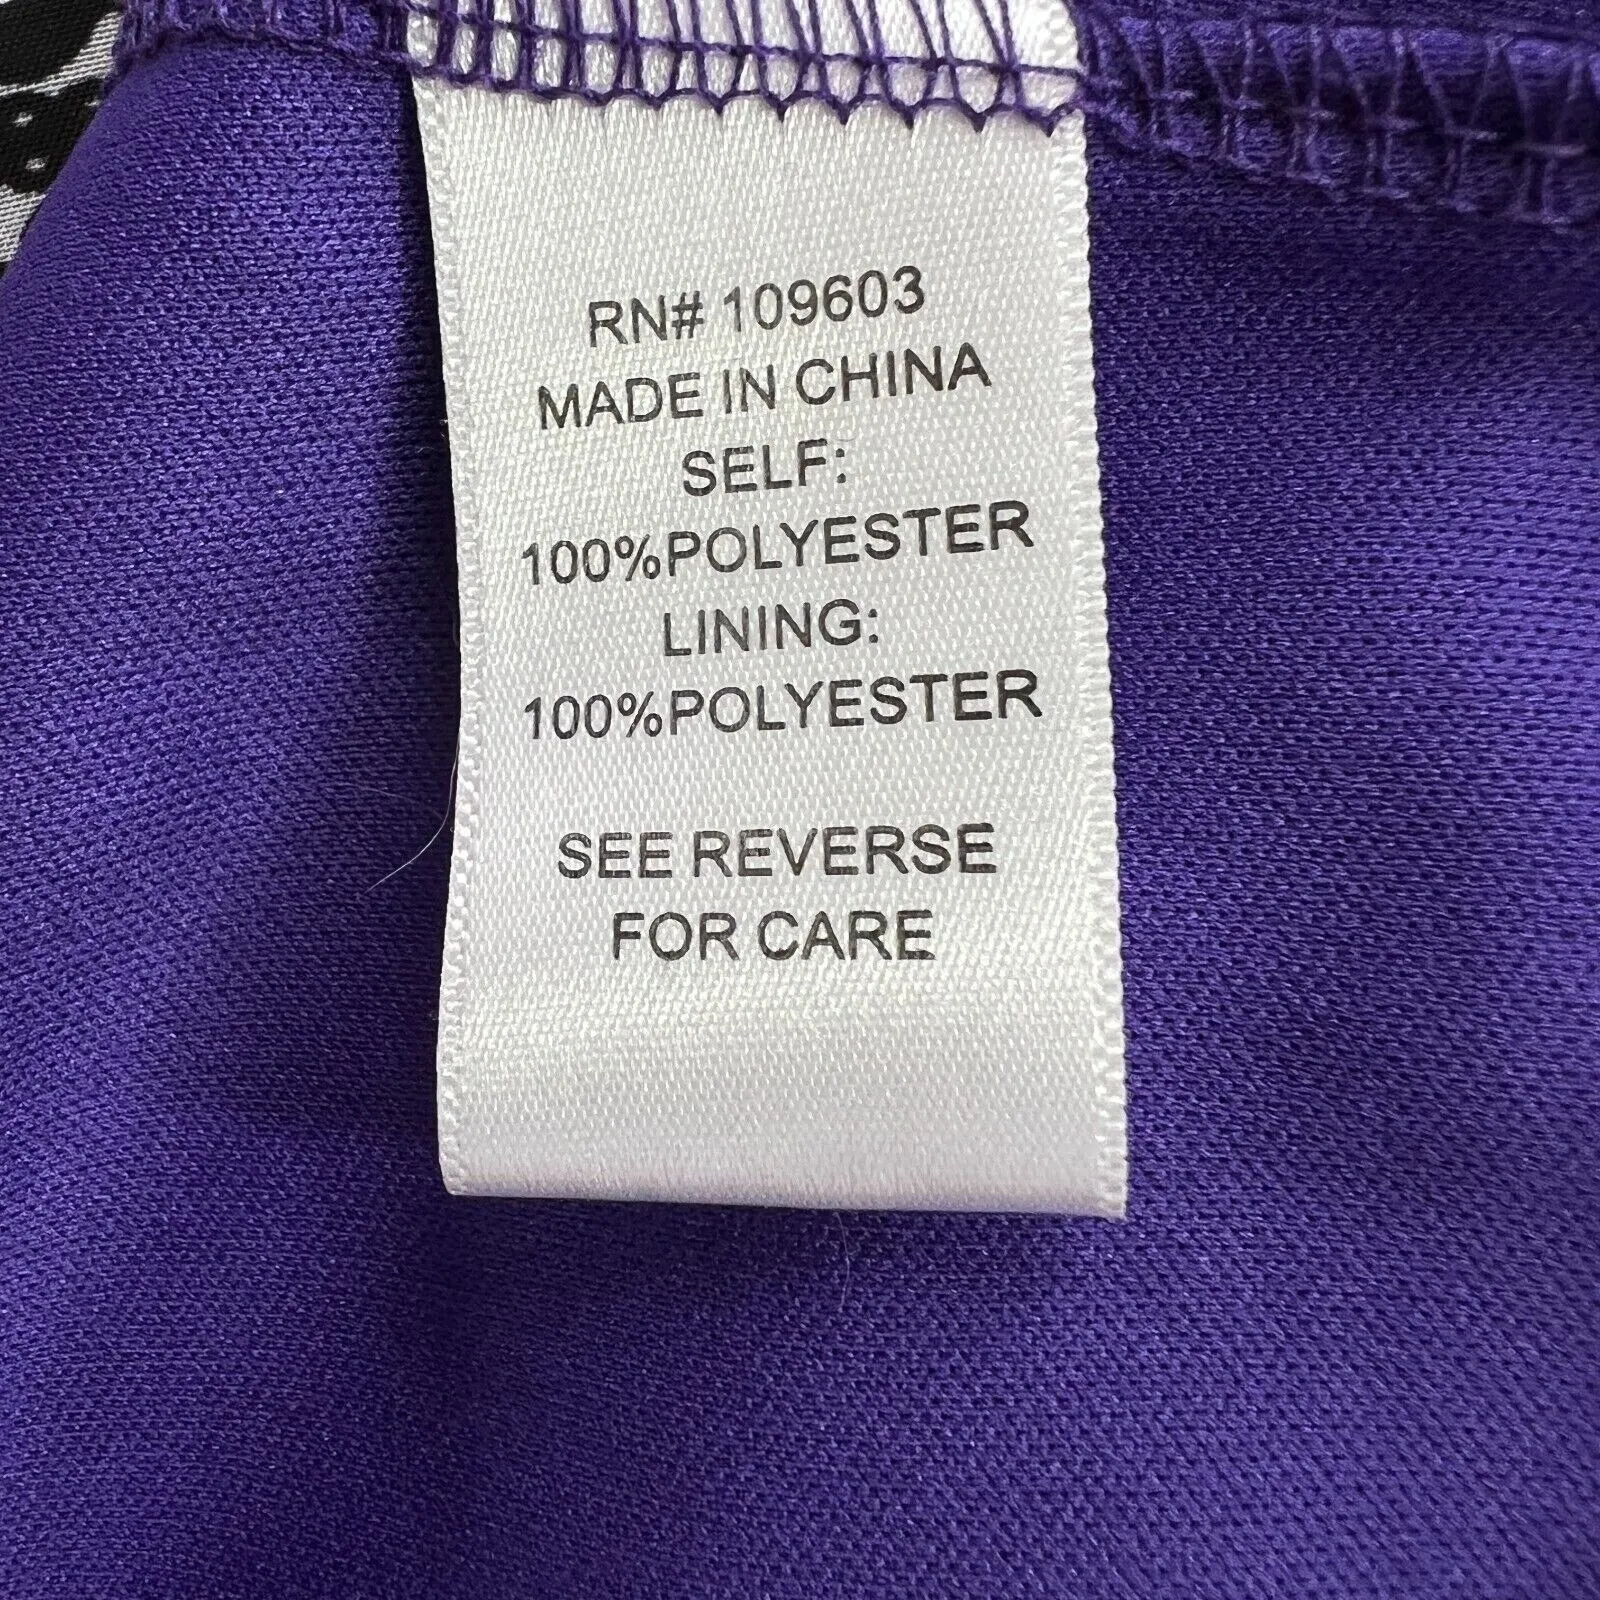 RN# 109603
MADE IN CHINA
SELF:
100%POLYESTER
LINING:
100%POLYESTER
SEE REVERSE
FOR CARE